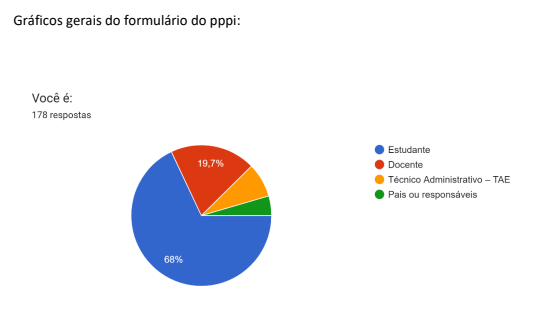 Gráficos gerais do formulário do pppi:
Você é:
178 respostas
19,7%
68%
Estudante
Docente
Técnico Administrativo – TAE
Pais ou responsáveis